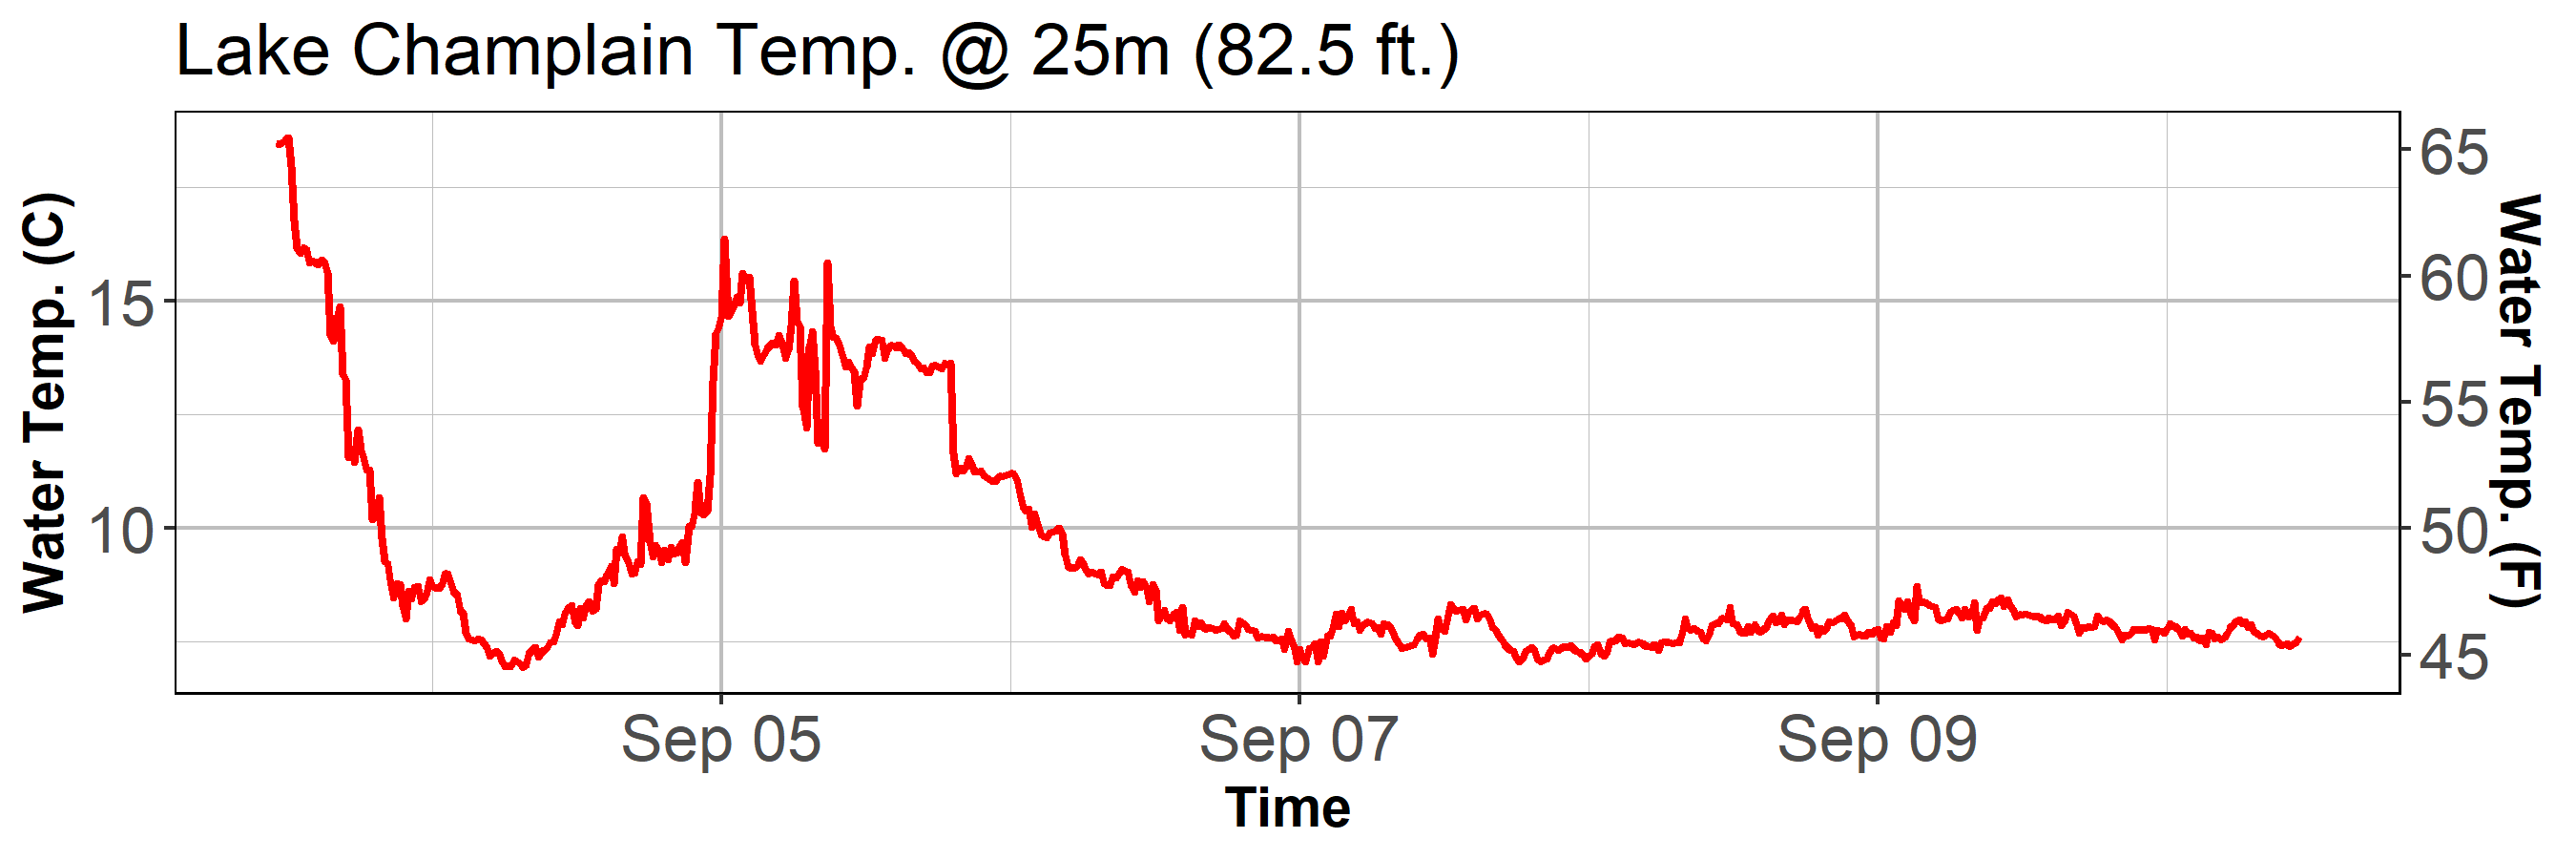 Lake Champlain Temp. @ 25m (82.5 ft.)
Water Temp. (C)
15
10
65
60
55
50
45
Water Temp. (F)
Sep 05
Sep 07
Sep 09
Time